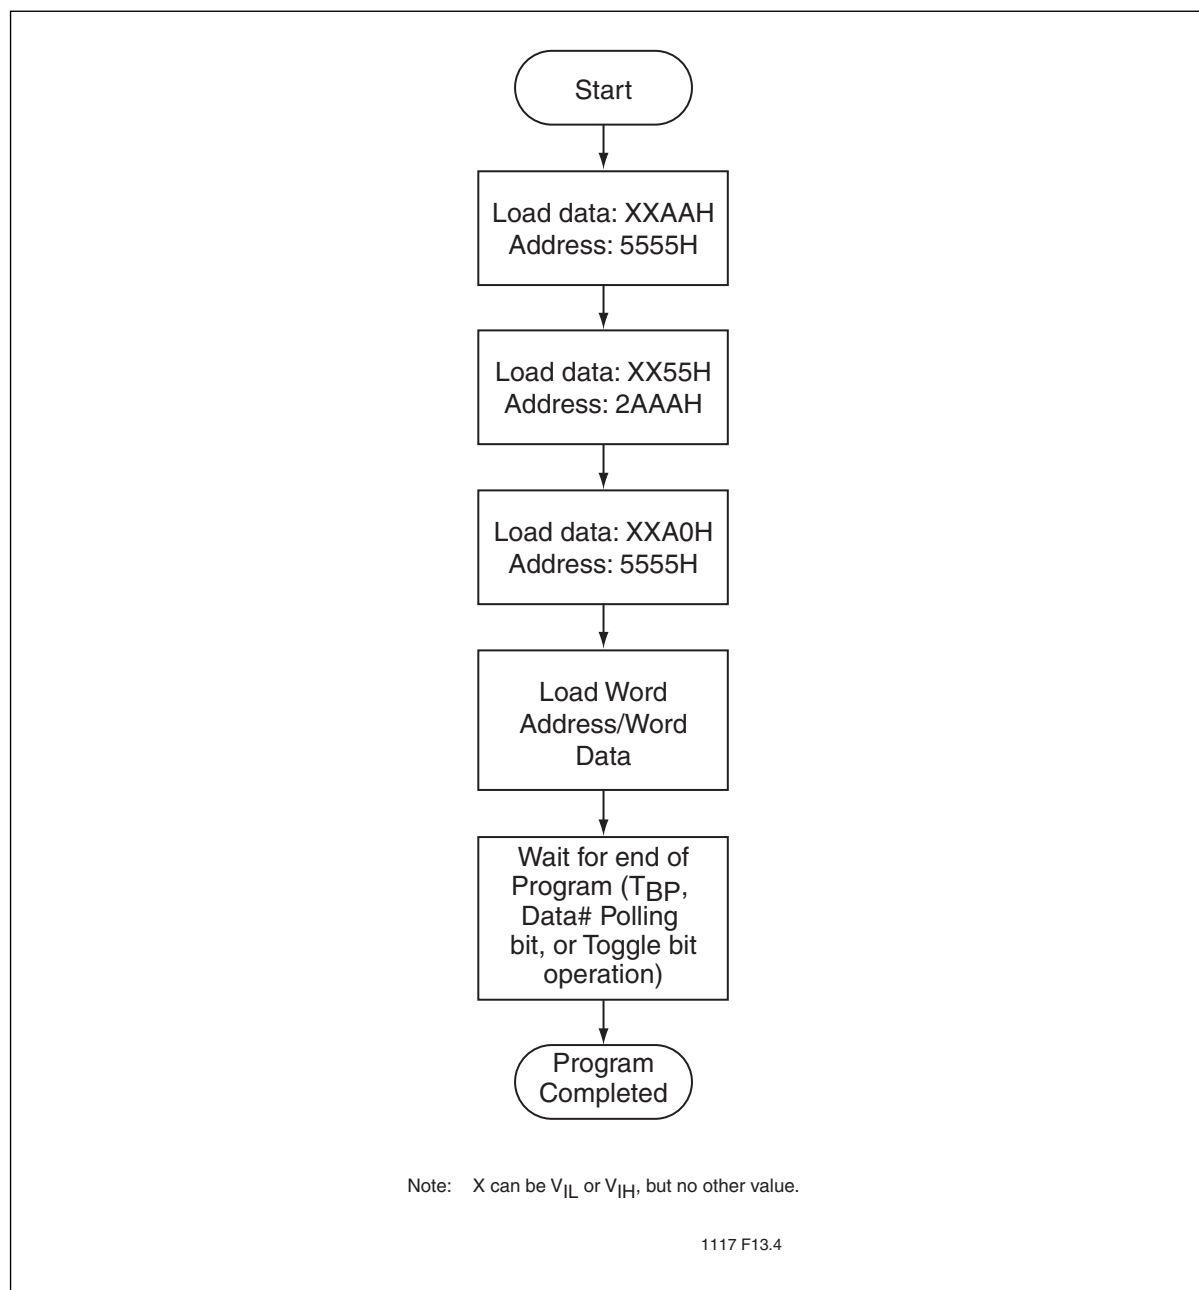 Start
Load data: XXAAH
Address: 5555H
Load data: XX55H
Address: 2AAAH
Load data: XXA0H
Address: 5555H
Load Word
Address/Word
Data
Wait for end of
Program (TBP,
Data# Polling
bit, or Toggle bit
operation)
Program
Completed
Note: X can be VIL or VIH, but no other value.
1117 F13.4